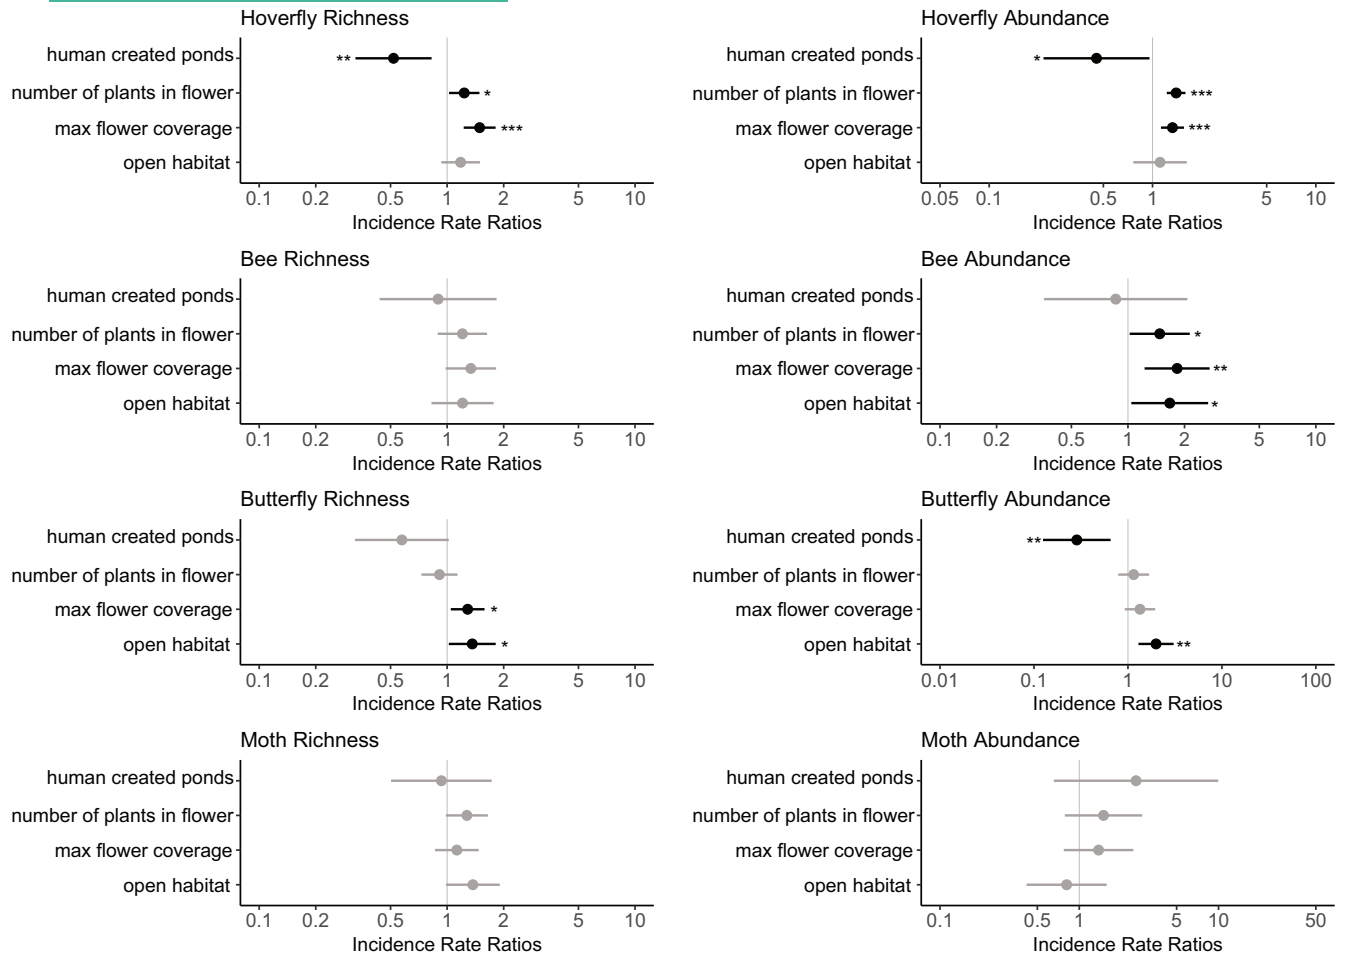 Hoverfly Richness
human created ponds
**
number of plants in flower
*
max flower coverage
***
open habitat
0.1 0.2 0.5 1 2 5 10
Incidence Rate Ratios
Hoverfly Abundance
human created ponds
*
number of plants in flower
***
max flower coverage
***
open habitat
0.05 0.1 0.5 1 5 10
Incidence Rate Ratios
Bee Richness
human created ponds
number of plants in flower
max flower coverage
open habitat
0.1 0.2 0.5 1 2 5 10
Incidence Rate Ratios
Bee Abundance
human created ponds
number of plants in flower
*
max flower coverage
**
open habitat
*
0.1 0.2 0.5 1 2 5 10
Incidence Rate Ratios
Butterfly Richness
human created ponds
number of plants in flower
max flower coverage
*
open habitat
*
0.1 0.2 0.5 1 2 5 10
Incidence Rate Ratios
Butterfly Abundance
human created ponds
**
number of plants in flower
max flower coverage
open habitat
**
0.01 0.1 1 10 100
Incidence Rate Ratios
Moth Richness
human created ponds
number of plants in flower
max flower coverage
open habitat
0.1 0.2 0.5 1 2 5 10
Incidence Rate Ratios
Moth Abundance
human created ponds
number of plants in flower
max flower coverage
open habitat
0.1 0.5 1 5 10 50
Incidence Rate Ratios